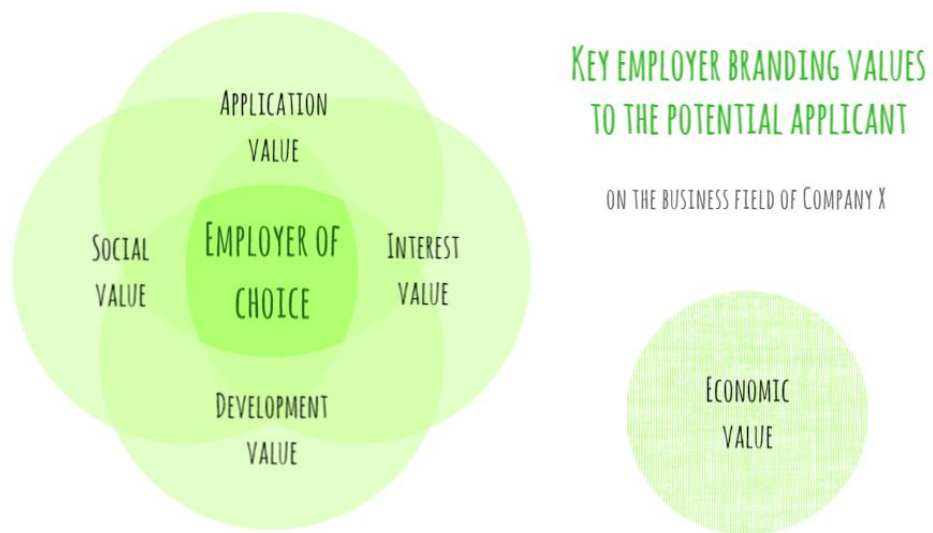 Key employer branding values
to the potential applicant
on the business field of Company X
Application
value
Social
value
Employer of
choice
Interest
value
Development
value
Economic
value